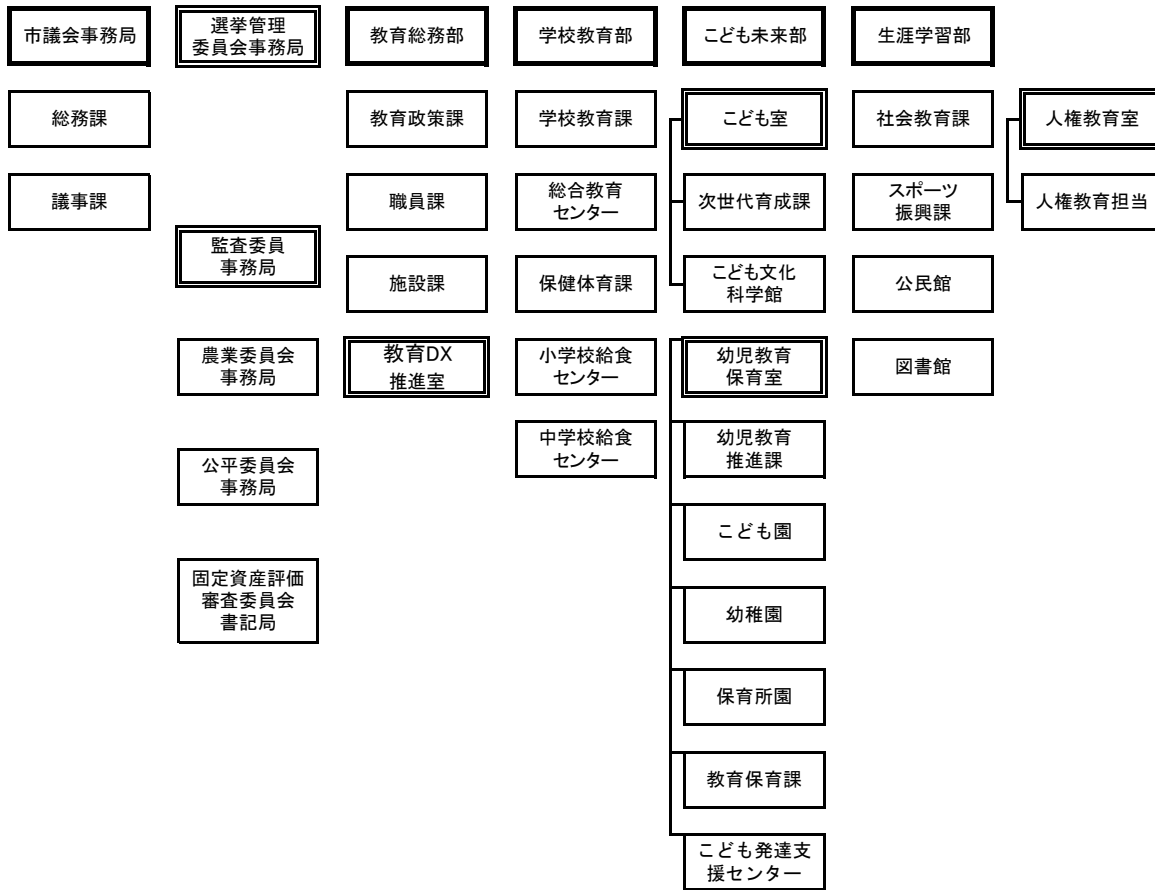 市議会事務局
総務課
議事課
選挙管理
委員会事務局
監査委員
事務局
農業委員会
事務局
公平委員会
事務局
固定資産評価
審査委員会
書記局
教育総務部
教育政策課
職員課
施設課
教育DX
推進室
学校教育部
学校教育課
総合教育
センター
保健体育課
小学校給食
センター
中学校給食
センター
こども未来部
こども室
次世代育成課
こども文化
科学館
幼児教育
保育室
幼児教育
推進課
こども園
幼稚園
保育所園
教育保育課
こども発達支
援センター
生涯学習部
社会教育課
スポーツ
振興課
公民館
図書館
人権教育室
人権教育担当